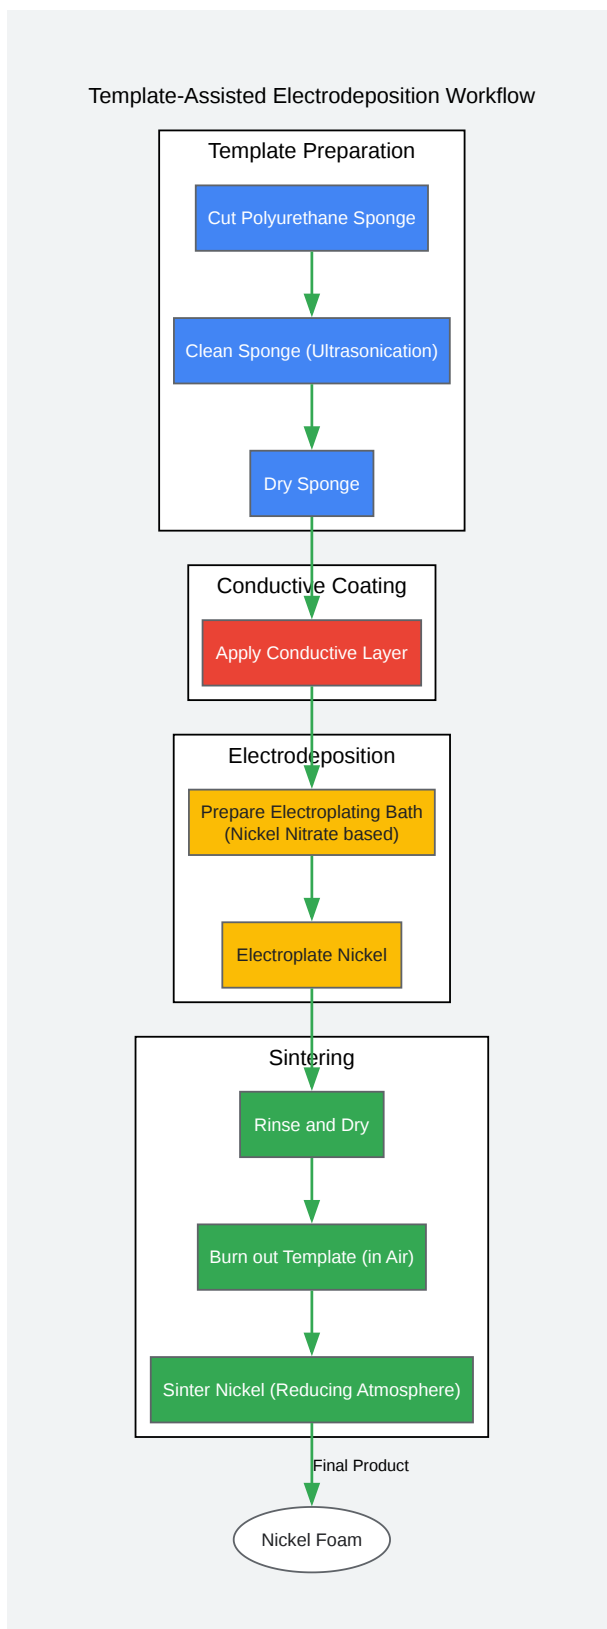 Template-Assisted Electrodeposition Workflow
Template Preparation
Cut Polyurethane Sponge
Clean Sponge (Ultrasonication)
Dry Sponge
Conductive Coating
Apply Conductive Layer
Electrodeposition
Prepare Electroplating Bath
(Nickel Nitrate based)
Electroplate Nickel
Sintering
Rinse and Dry
Burn out Template (in Air)
Sinter Nickel (Reducing Atmosphere)
Final Product
Nickel Foam